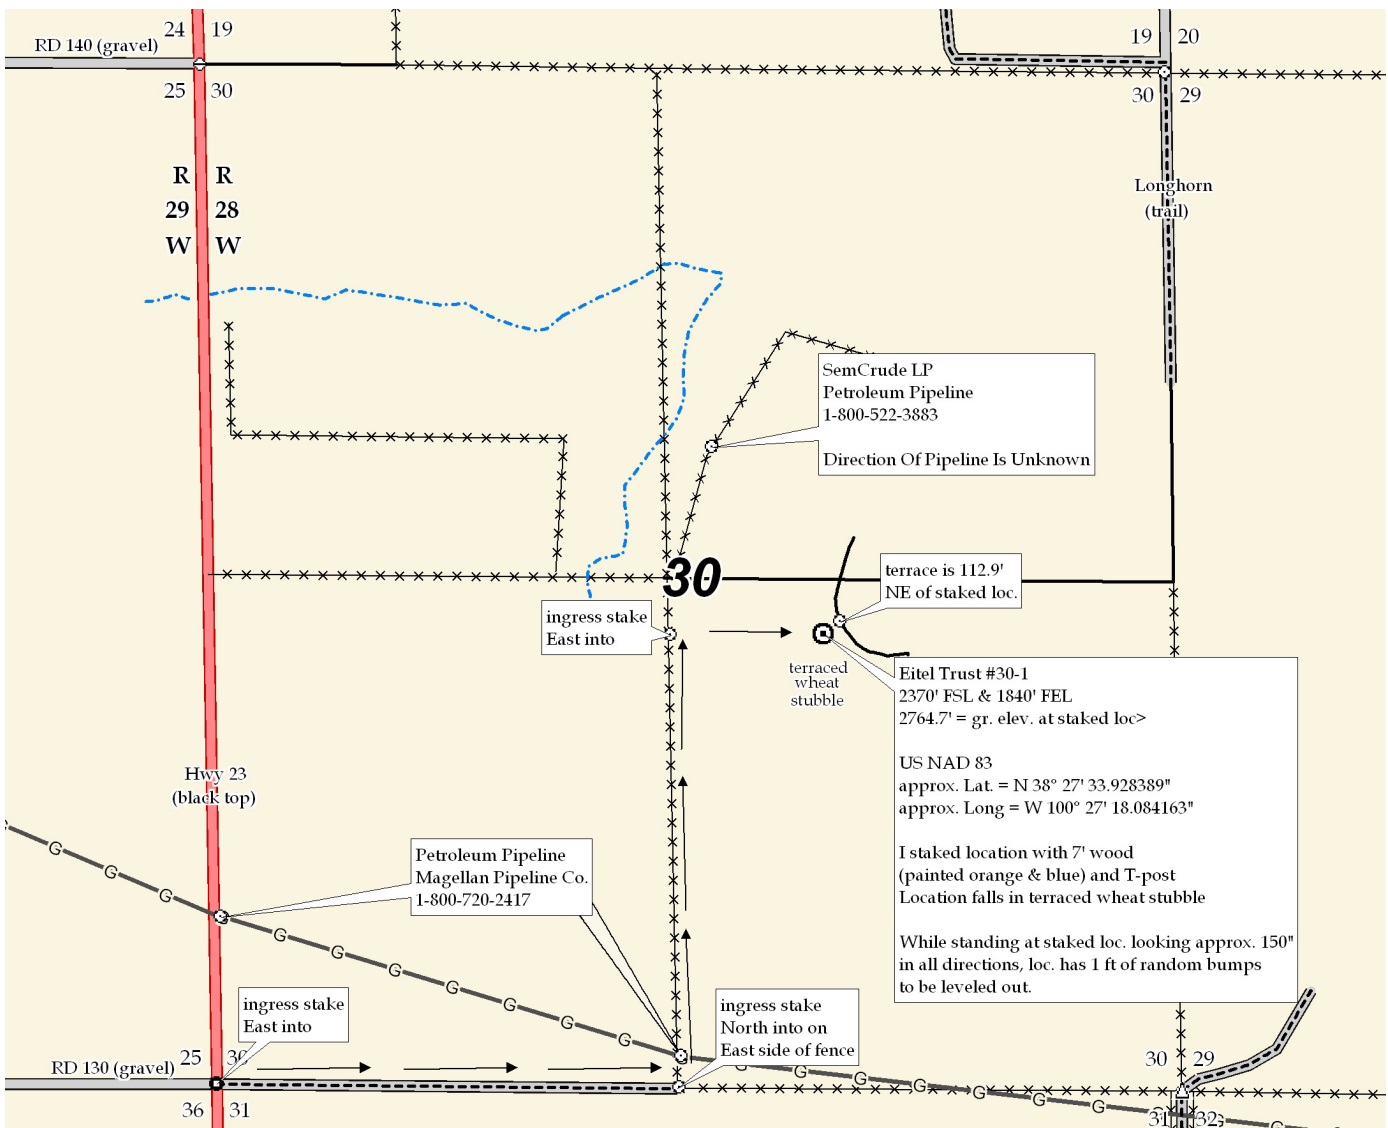 24 19
19 20
RD 140 (gravel)
25 30
30 29
R R
29 28
W W
Longhorn
(trail)
SemCrude LP
Petroleum Pipeline
1-800-522-3883
Direction Of Pipeline Is Unknown
30
terrace is 112.9'
NE of staked loc.
ingress stake
East into
terraced
wheat
stubble
Eitel Trust #30-1
2370' FSL & 1840' FEL
2764.7' = gr. elev. at staked loc>
US NAD 83
approx. Lat. = N 38° 27' 33.928389"
approx. Long = W 100° 27' 18.084163"
I staked location with 7' wood
(painted orange & blue) and T-post
Location falls in terraced wheat stubble
While standing at staked loc. looking approx. 150"
in all directions, loc. has 1 ft of random bumps
to be leveled out.
Hwy 23
(black top)
Petroleum Pipeline
Magellan Pipeline Co.
1-800-720-2417
G G G G G G G G G G G G G G G G G G
ingress stake
East into
ingress stake
North into on
East side of fence
25 30
30 29
RD 130 (gravel)
36 31
31 32